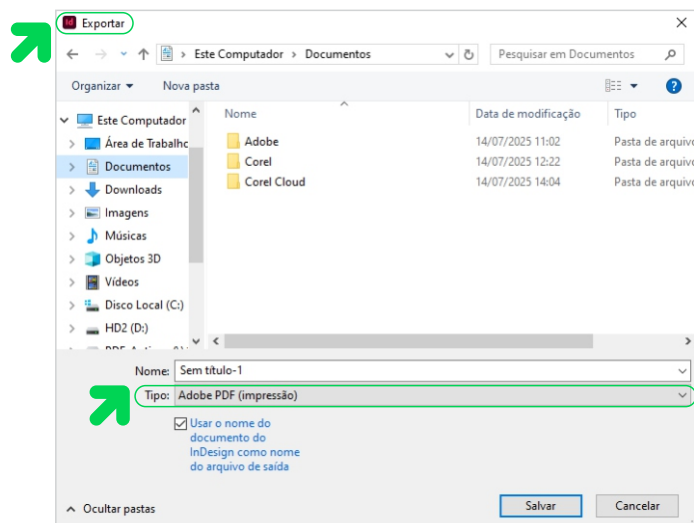 Id Exportar
Este Computador > Documentos
Pesquisar em Documentos
Organizar
Nova pasta
Este Computador
Área de Trabalho
Documentos
Downloads
Imagens
Músicas
Objetos 3D
Vídeos
Disco Local (C:)
HD2 (D:)
Nome
Data de modificação
Tipo
Adobe
14/07/2025 11:02
Pasta de arquivo
Corel
14/07/2025 12:22
Pasta de arquivo
Corel Cloud
14/07/2025 14:04
Pasta de arquivo
Nome: Sem título-1
Tipo: Adobe PDF (impressão)
Usar o nome do
documento do
InDesign como nome
do arquivo de saída
Ocultar pastas
Salvar
Cancelar